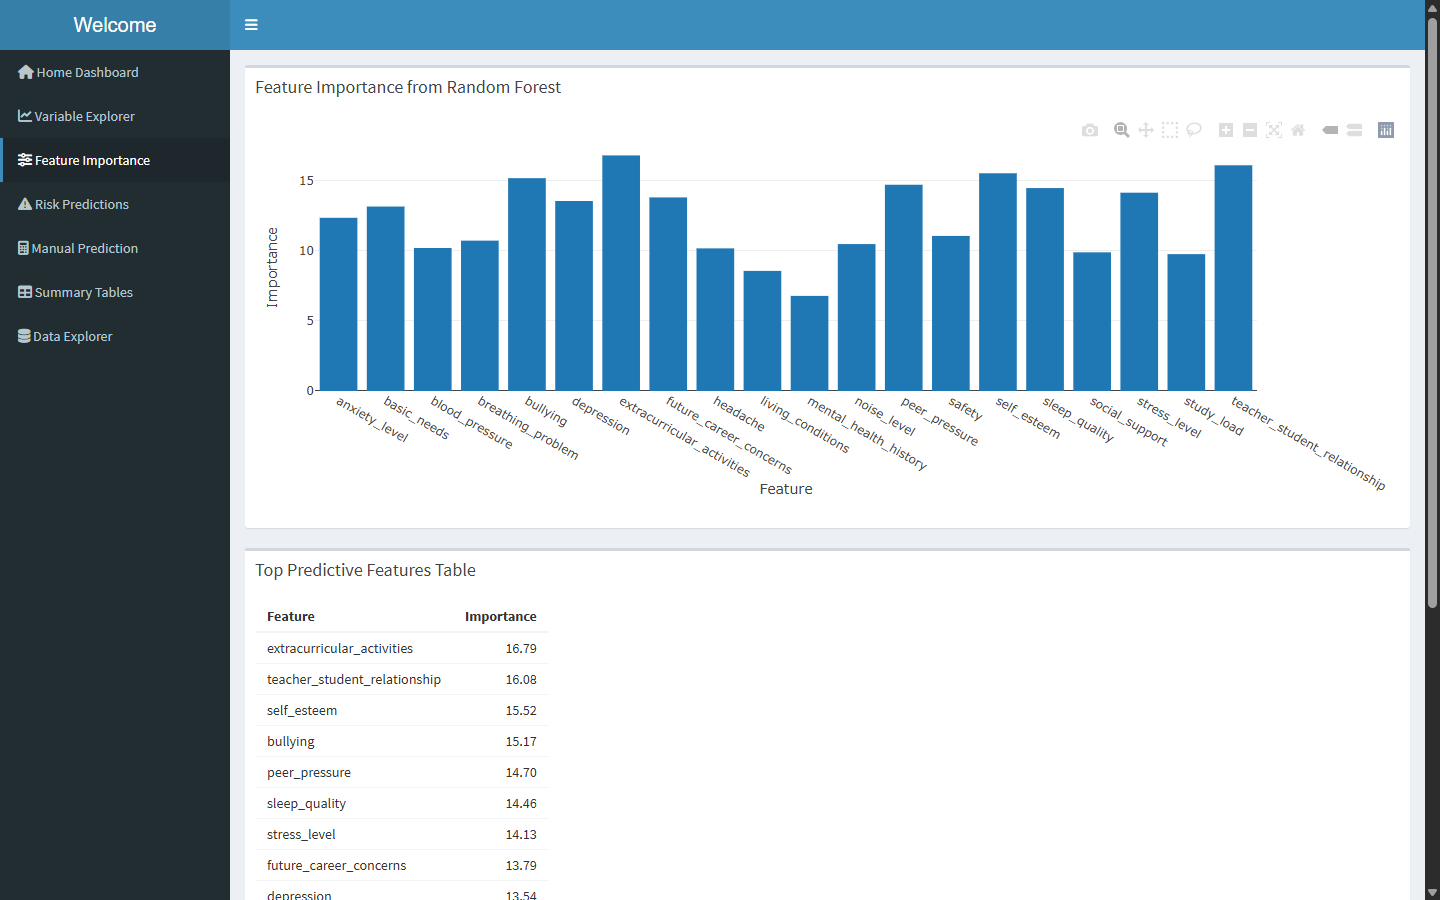 Welcome
Home Dashboard
Variable Explorer
Feature Importance
Risk Predictions
Manual Prediction
Summary Tables
Data Explorer
Feature Importance from Random Forest
Importance
15
10
5
0
anxiety_level
basic_needs
blood_pressure
breathing_problem
bullying
depression
extracurricular_activities
future_career_concerns
headache
living_conditions
mental_health_history
noise_level
peer_pressure
safety
self_esteem
sleep_quality
social_support
stress_level
study_load
teacher_student_relationship
Feature
Top Predictive Features Table
Feature Importance
extracurricular_activities 16.79
teacher_student_relationship 16.08
self_esteem 15.52
bullying 15.17
peer_pressure 14.70
sleep_quality 14.46
stress_level 14.13
future_career_concerns 13.79
depression 13.54